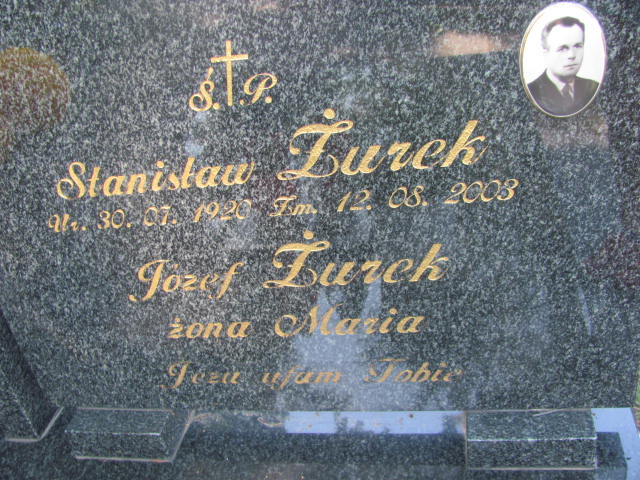 Ś. P.
Stanisław Żurek
Ur. 30. 07. 1920 Zm. 12. 08. 2003
Józef Żurek
żona Maria
Jezu ufam Tobie